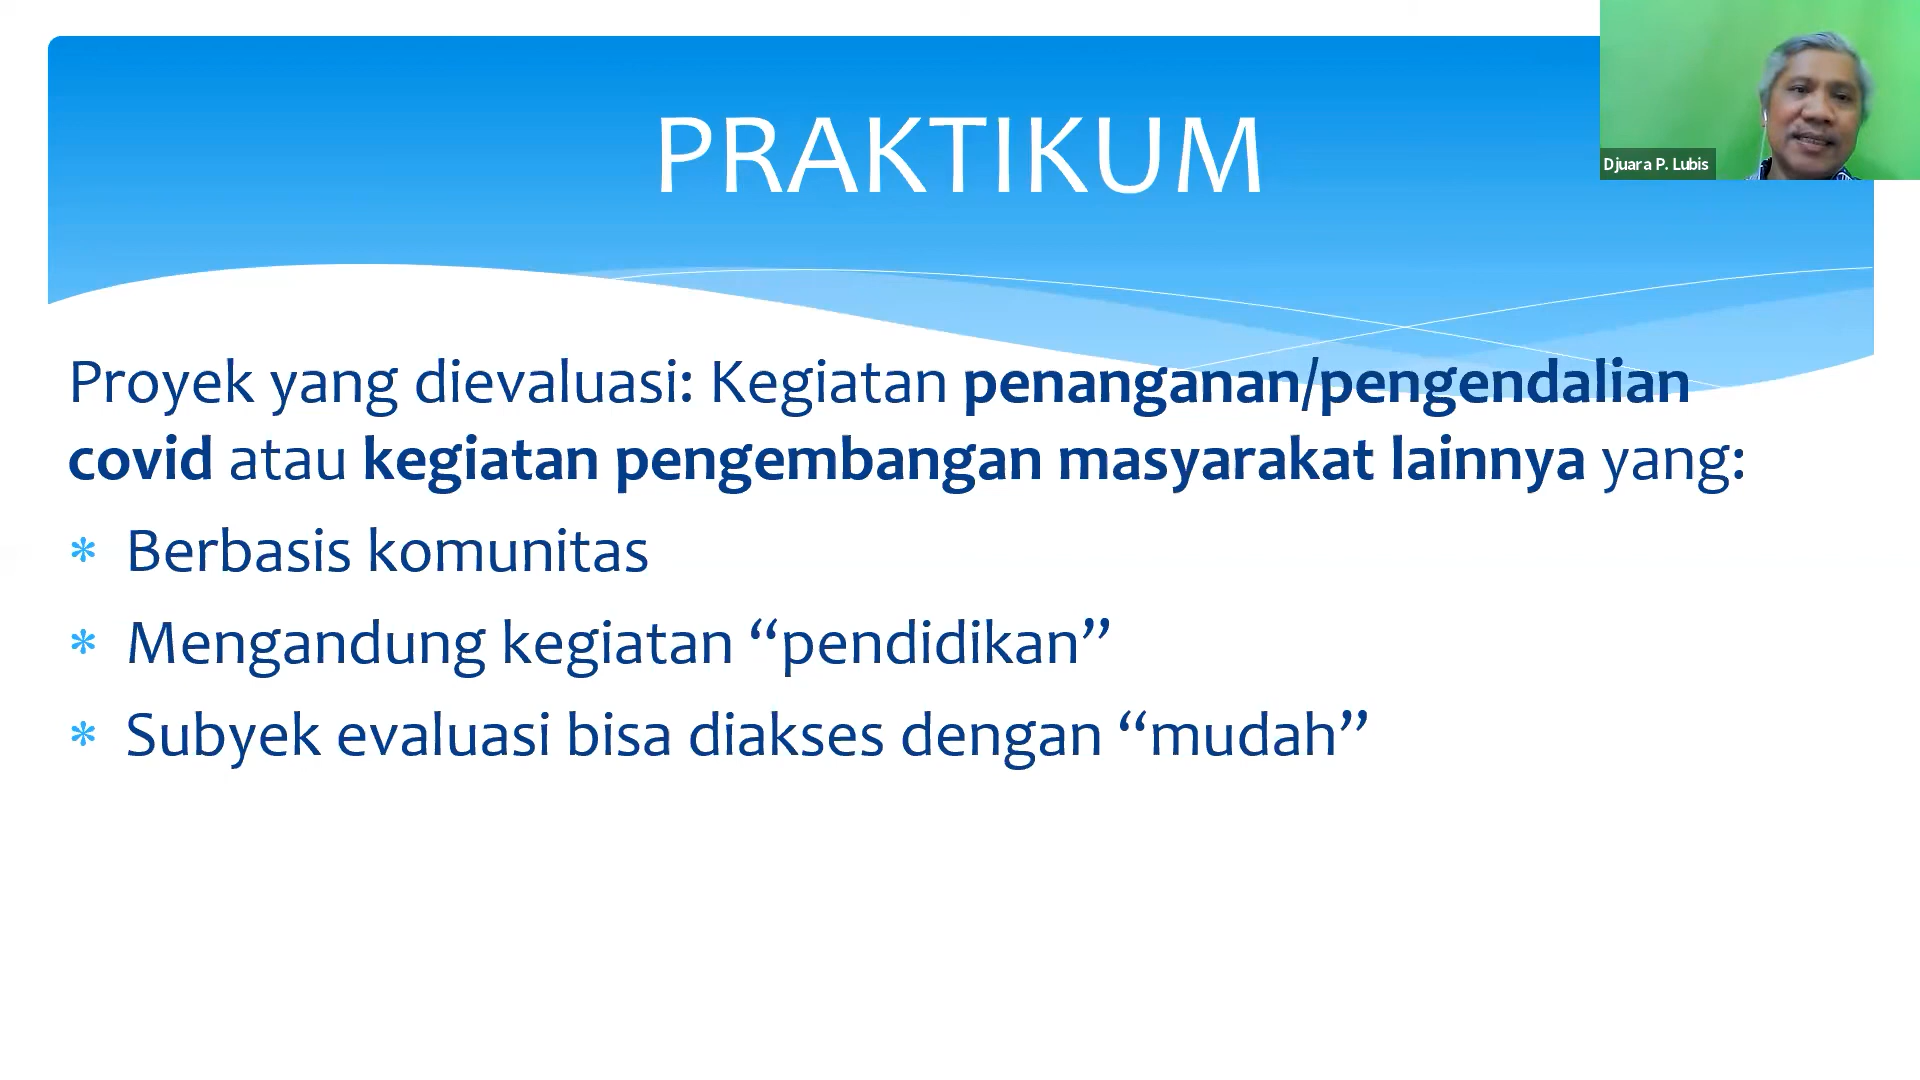 PRAKTIKUM
Djuara P. Lubis
Proyek yang dievaluasi: Kegiatan penanganan/pengendalian
covid atau kegiatan pengembangan masyarakat lainnya yang:
* Berbasis komunitas
* Mengandung kegiatan “pendidikan”
* Subyek evaluasi bisa diakses dengan “mudah”